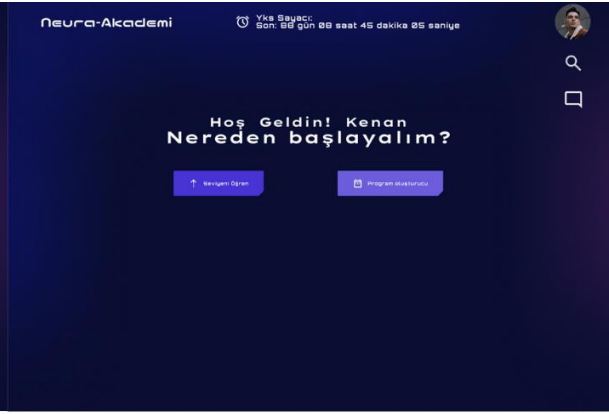 Neura-Akademi
Yks Sayacı:
Son: 88 gün 08 saat 45 dakika 05 saniye
Hoş Geldin! Kenan
Nereden başlayalım?
Seviyeni Öğren
Program oluşturucu